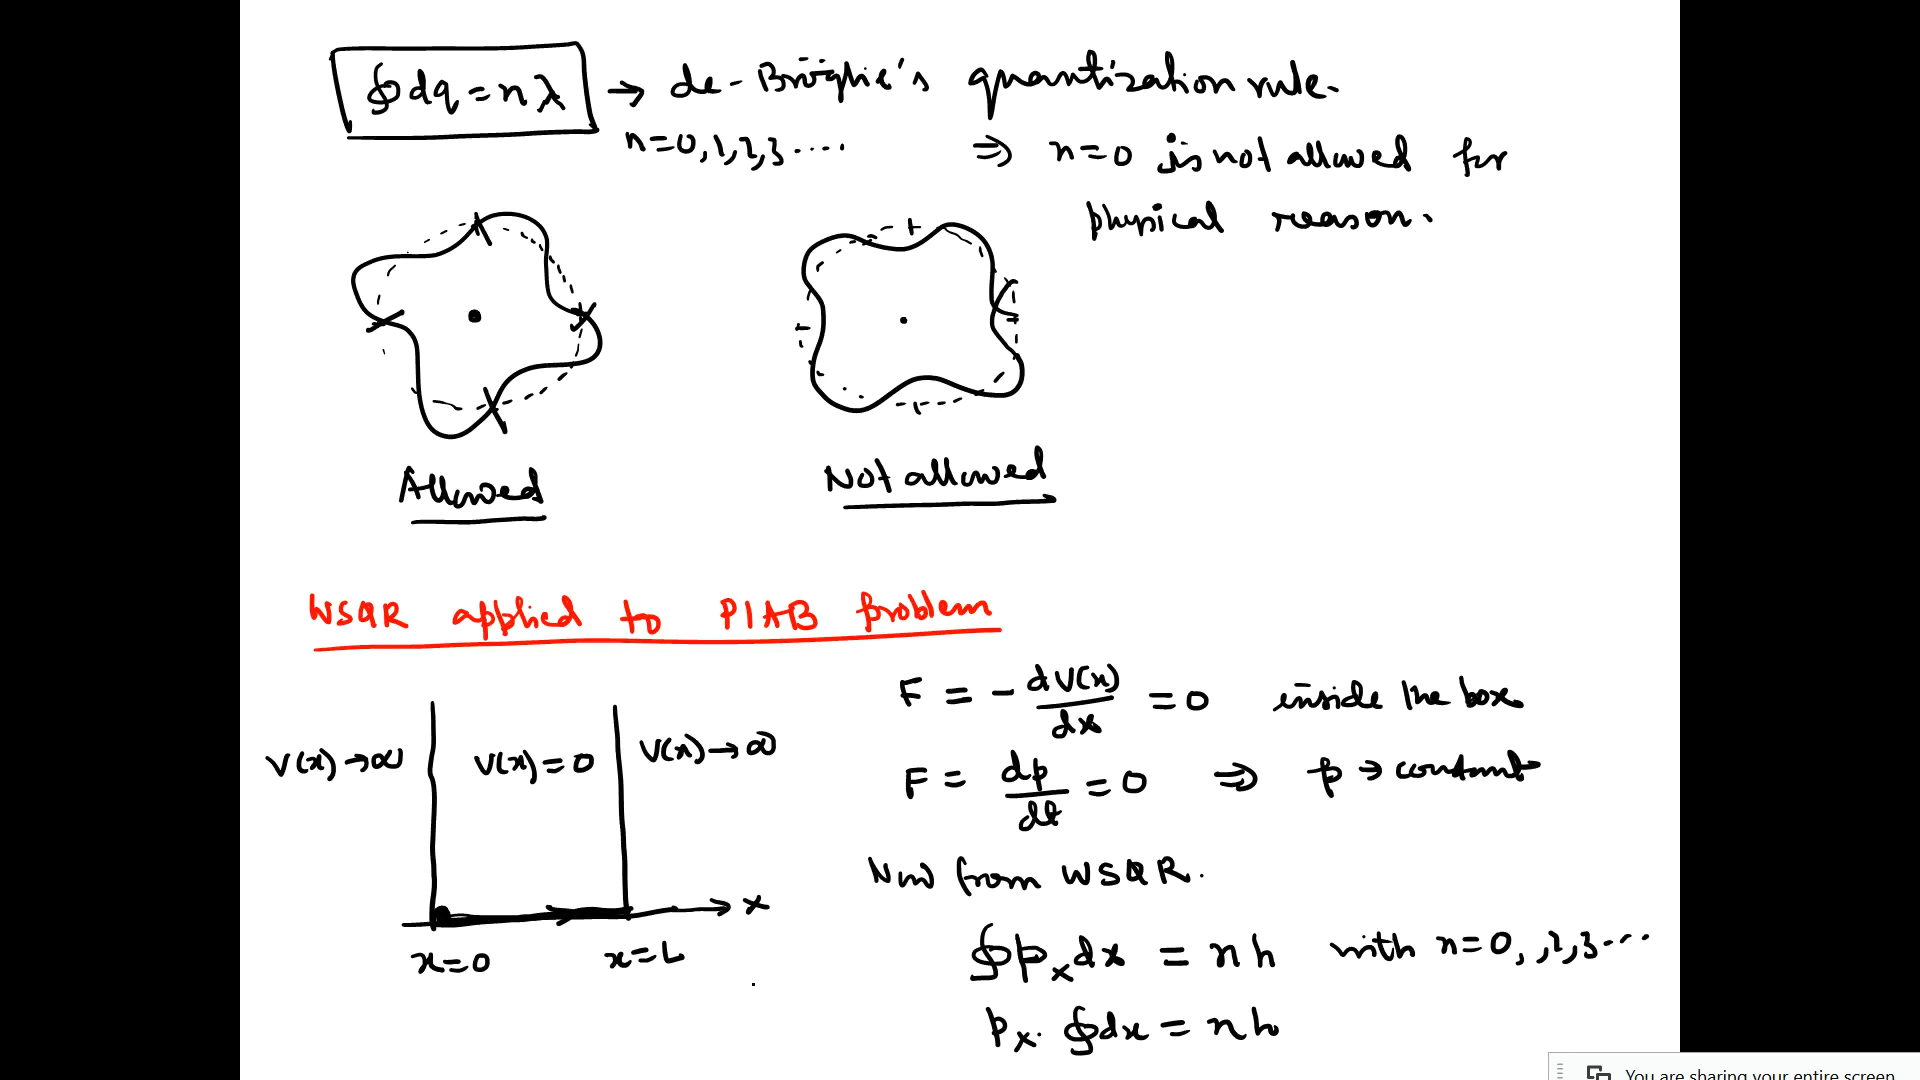 ∮dq = nλ → de-Broglie's quantization rule.
n=0,1,2,3.... ⇒ n=0 is not allowed for
physical reason.
Allowed
Not allowed
WSQR applied to PIAB problem
V(x)→∞ V(x)=0 V(x)→∞
x
x=0 x=L
F = - dV(x)/dx = 0 inside the box.
F = dp/dt = 0 ⇒ p → constant
Now from WSQR.
∮pₓdx = nh with n=0, ,2,3...
pₓ. ∮dx = nh
You are sharing your entire screen